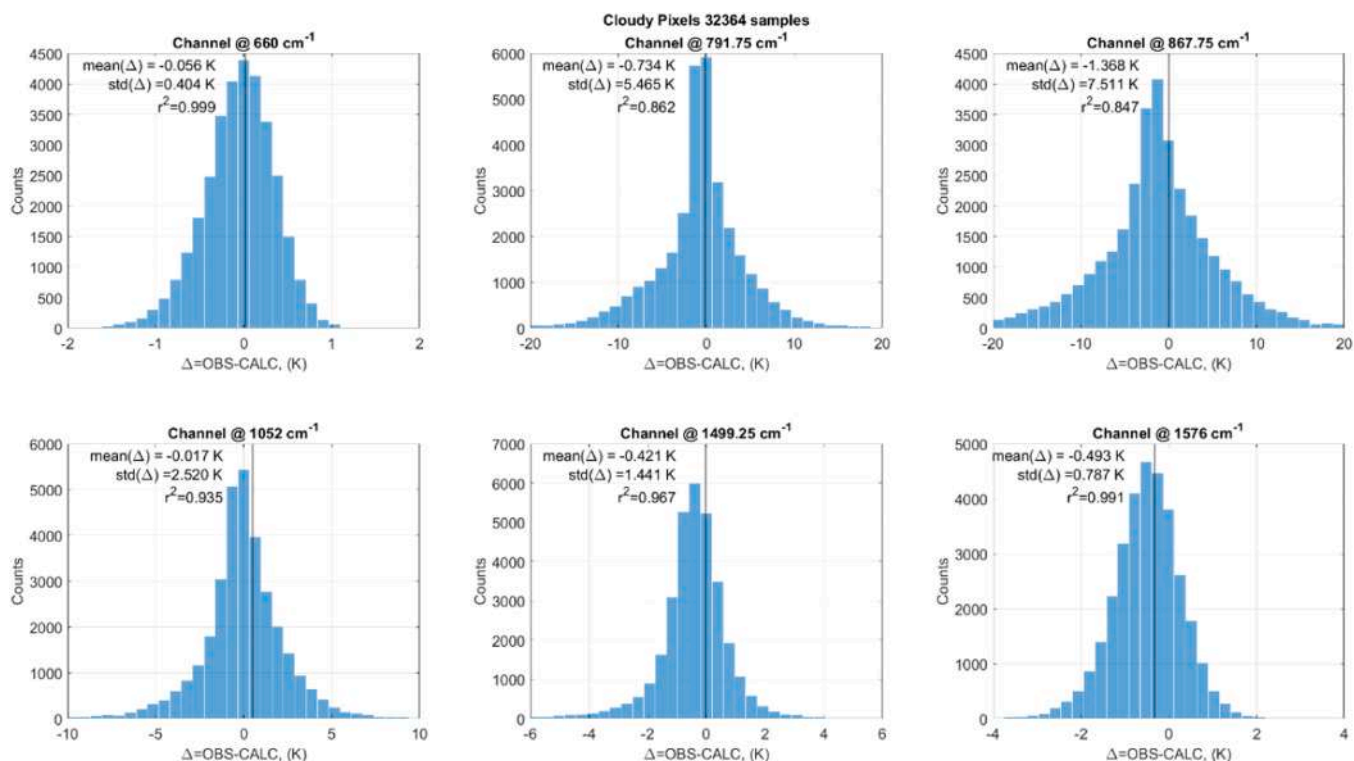 Cloudy Pixels 32364 samples
Channel @ 660 cm⁻¹
mean(Δ) = -0.056 K
std(Δ) =0.404 K
r²=0.999
4500
4000
3500
3000
2500
2000
1500
1000
500
0
Counts
-2 -1 0 1 2
Δ=OBS-CALC, (K)
Channel @ 791.75 cm⁻¹
mean(Δ) = -0.734 K
std(Δ) =5.465 K
r²=0.862
6000
5000
4000
3000
2000
1000
0
Counts
-20 -10 0 10 20
Δ=OBS-CALC, (K)
Channel @ 867.75 cm⁻¹
mean(Δ) = -1.368 K
std(Δ) =7.511 K
r²=0.847
4500
4000
3500
3000
2500
2000
1500
1000
500
0
Counts
-20 -10 0 10 20
Δ=OBS-CALC, (K)
Channel @ 1052 cm⁻¹
mean(Δ) = -0.017 K
std(Δ) =2.520 K
r²=0.935
6000
5000
4000
3000
2000
1000
0
Counts
-10 -5 0 5 10
Δ=OBS-CALC, (K)
Channel @ 1499.25 cm⁻¹
mean(Δ) = -0.421 K
std(Δ) =1.441 K
r²=0.967
7000
6000
5000
4000
3000
2000
1000
0
Counts
-6 -4 -2 0 2 4 6
Δ=OBS-CALC, (K)
Channel @ 1576 cm⁻¹
mean(Δ) = -0.493 K
std(Δ) =0.787 K
r²=0.991
5000
4000
3000
2000
1000
0
Counts
-4 -2 0 2 4
Δ=OBS-CALC, (K)